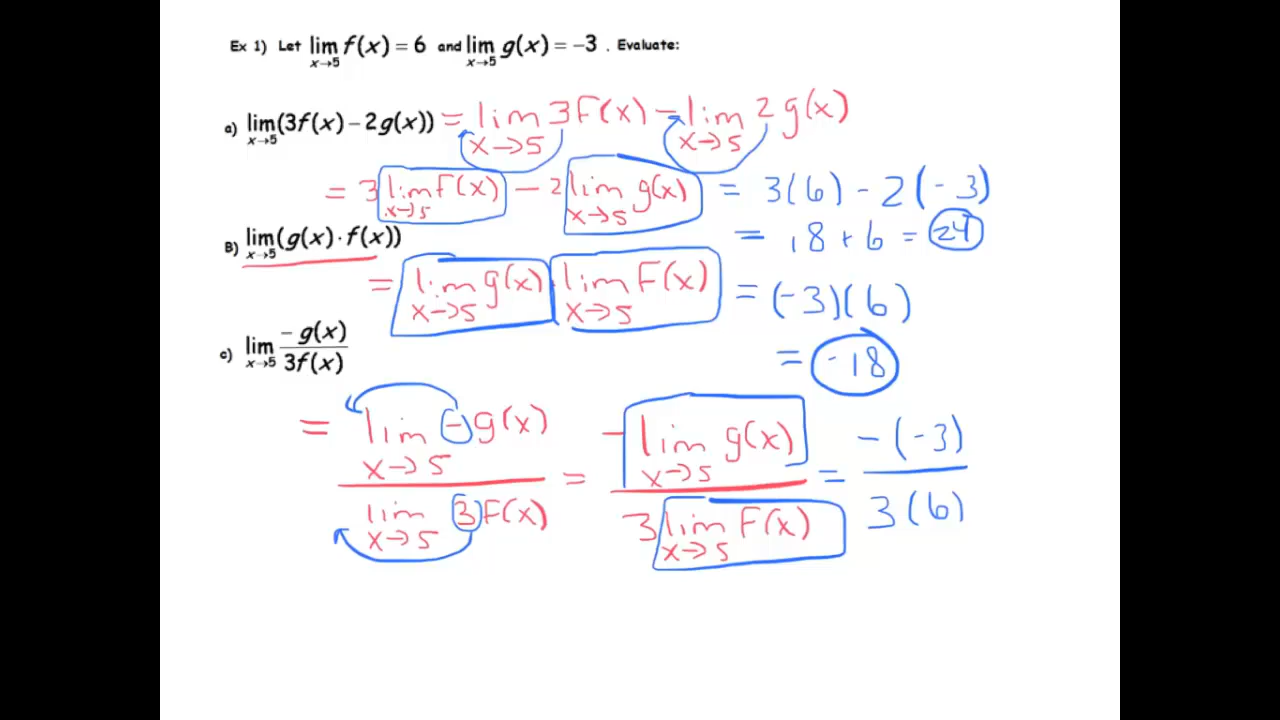 Ex 1) Let lim x→5 f(x) = 6 and lim x→5 g(x) = -3 . Evaluate:
a) lim x→5 (3f(x) - 2g(x)) = lim x→5 3F(x) - lim x→5 2g(x)
= 3 lim x→5 F(x) - 2 lim x→5 g(x) = 3(6) - 2(-3)
= 18 + 6 = 24
B) lim x→5 (g(x) · f(x))
= lim x→5 g(x) · lim x→5 F(x) = (-3)(6)
= -18
c) lim x→5 -g(x) / 3f(x)
= lim x→5 -g(x) / lim x→5 3F(x) = - lim x→5 g(x) / 3 lim x→5 F(x) = -(-3) / 3(6)